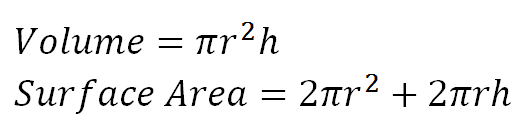 Volume = πr²h
Surface Area = 2πr² + 2πrh